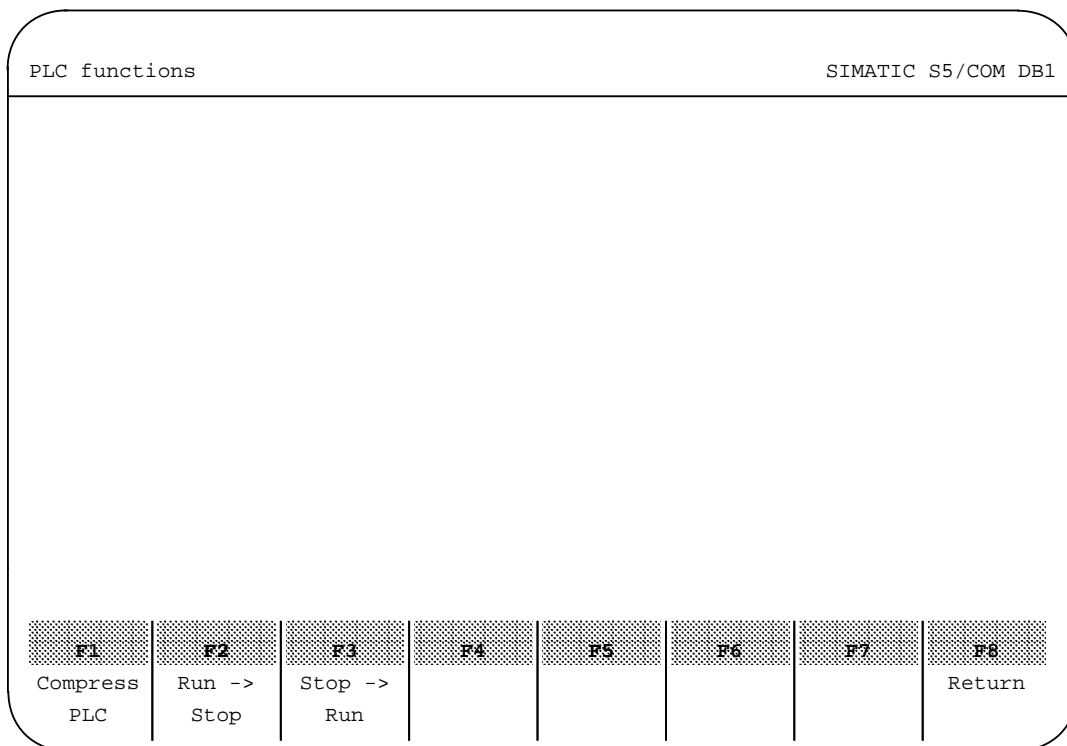 PLC functions SIMATIC S5/COM DB1
F1 F2 F3 F4 F5 F6 F7 F8
Compress Run -> Stop -> Return
PLC Stop Run